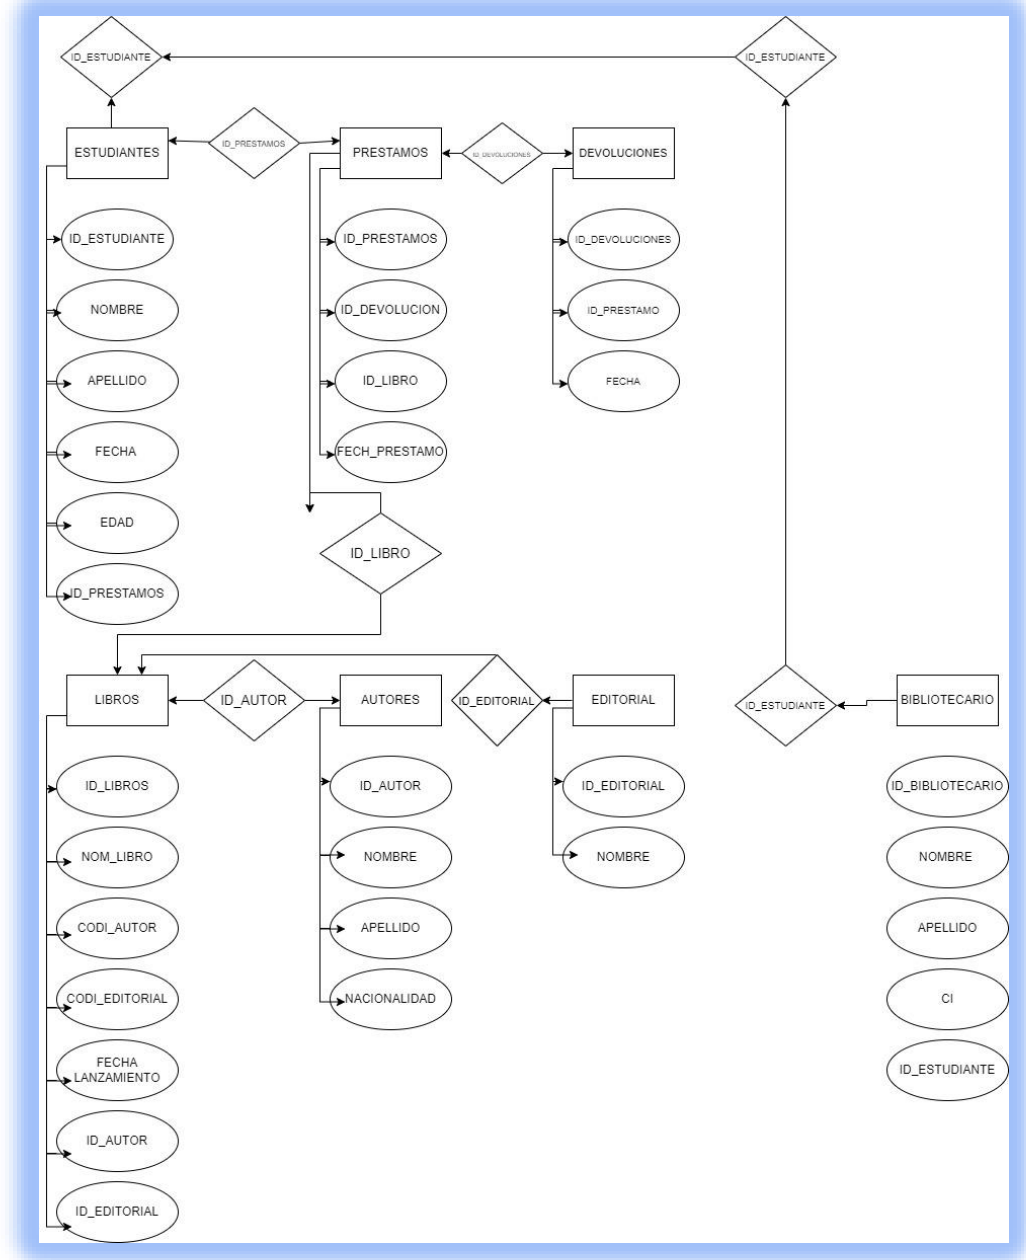 ID_ESTUDIANTE
ID_ESTUDIANTE
ESTUDIANTES
ID_PRESTAMOS
PRESTAMOS
ID_DEVOLUCIONES
DEVOLUCIONES
ID_ESTUDIANTE
ID_PRESTAMOS
ID_DEVOLUCIONES
NOMBRE
ID_DEVOLUCION
ID_PRESTAMO
APELLIDO
ID_LIBRO
FECHA
FECHA
FECH_PRESTAMO
EDAD
ID_LIBRO
ID_PRESTAMOS
LIBROS
ID_AUTOR
AUTORES
ID_EDITORIAL
EDITORIAL
ID_ESTUDIANTE
BIBLIOTECARIO
ID_LIBROS
ID_AUTOR
ID_EDITORIAL
ID_BIBLIOTECARIO
NOM_LIBRO
NOMBRE
NOMBRE
NOMBRE
CODI_AUTOR
APELLIDO
APELLIDO
CODI_EDITORIAL
NACIONALIDAD
CI
FECHA
LANZAMIENTO
ID_ESTUDIANTE
ID_AUTOR
ID_EDITORIAL